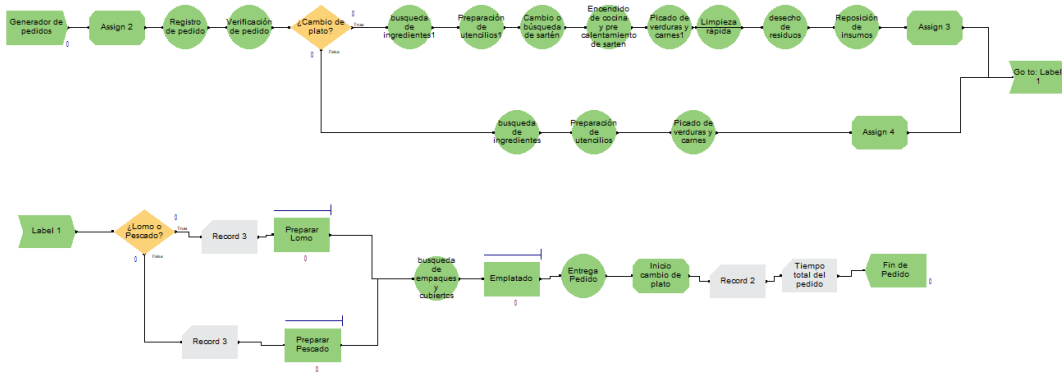 Generador de
pedidos
0
Assign 2
Registro
de pedido
Verificación
de pedido
¿Cambio de
plato?
0
True
0
False
busqueda
de
ingredientes1
Preparación
de
utencilios1
Cambio o
búsqueda
de sartén
Encendido
de cocina
y pre
calentamiento
de sarten
Picado de
verduras y
carnes1
Limpieza
rápida
desecho
de
residuos
Reposición
de
insumos
Assign 3
Go to: Label
1
busqueda
de
ingredientes
Preparación
de
utencilios
Picado de
verduras y
carnes
Assign 4
Label 1
¿Lomo o
Pescado?
0
True
0
False
Record 3
Preparar
Lomo
0
Record 3
Preparar
Pescado
0
busqueda
de
empaques
y
cubiertos
Emplatado
0
Entrega
Pedido
Inicio
cambio de
plato
Record 2
Tiempo
total del
pedido
Fin de
Pedido
0